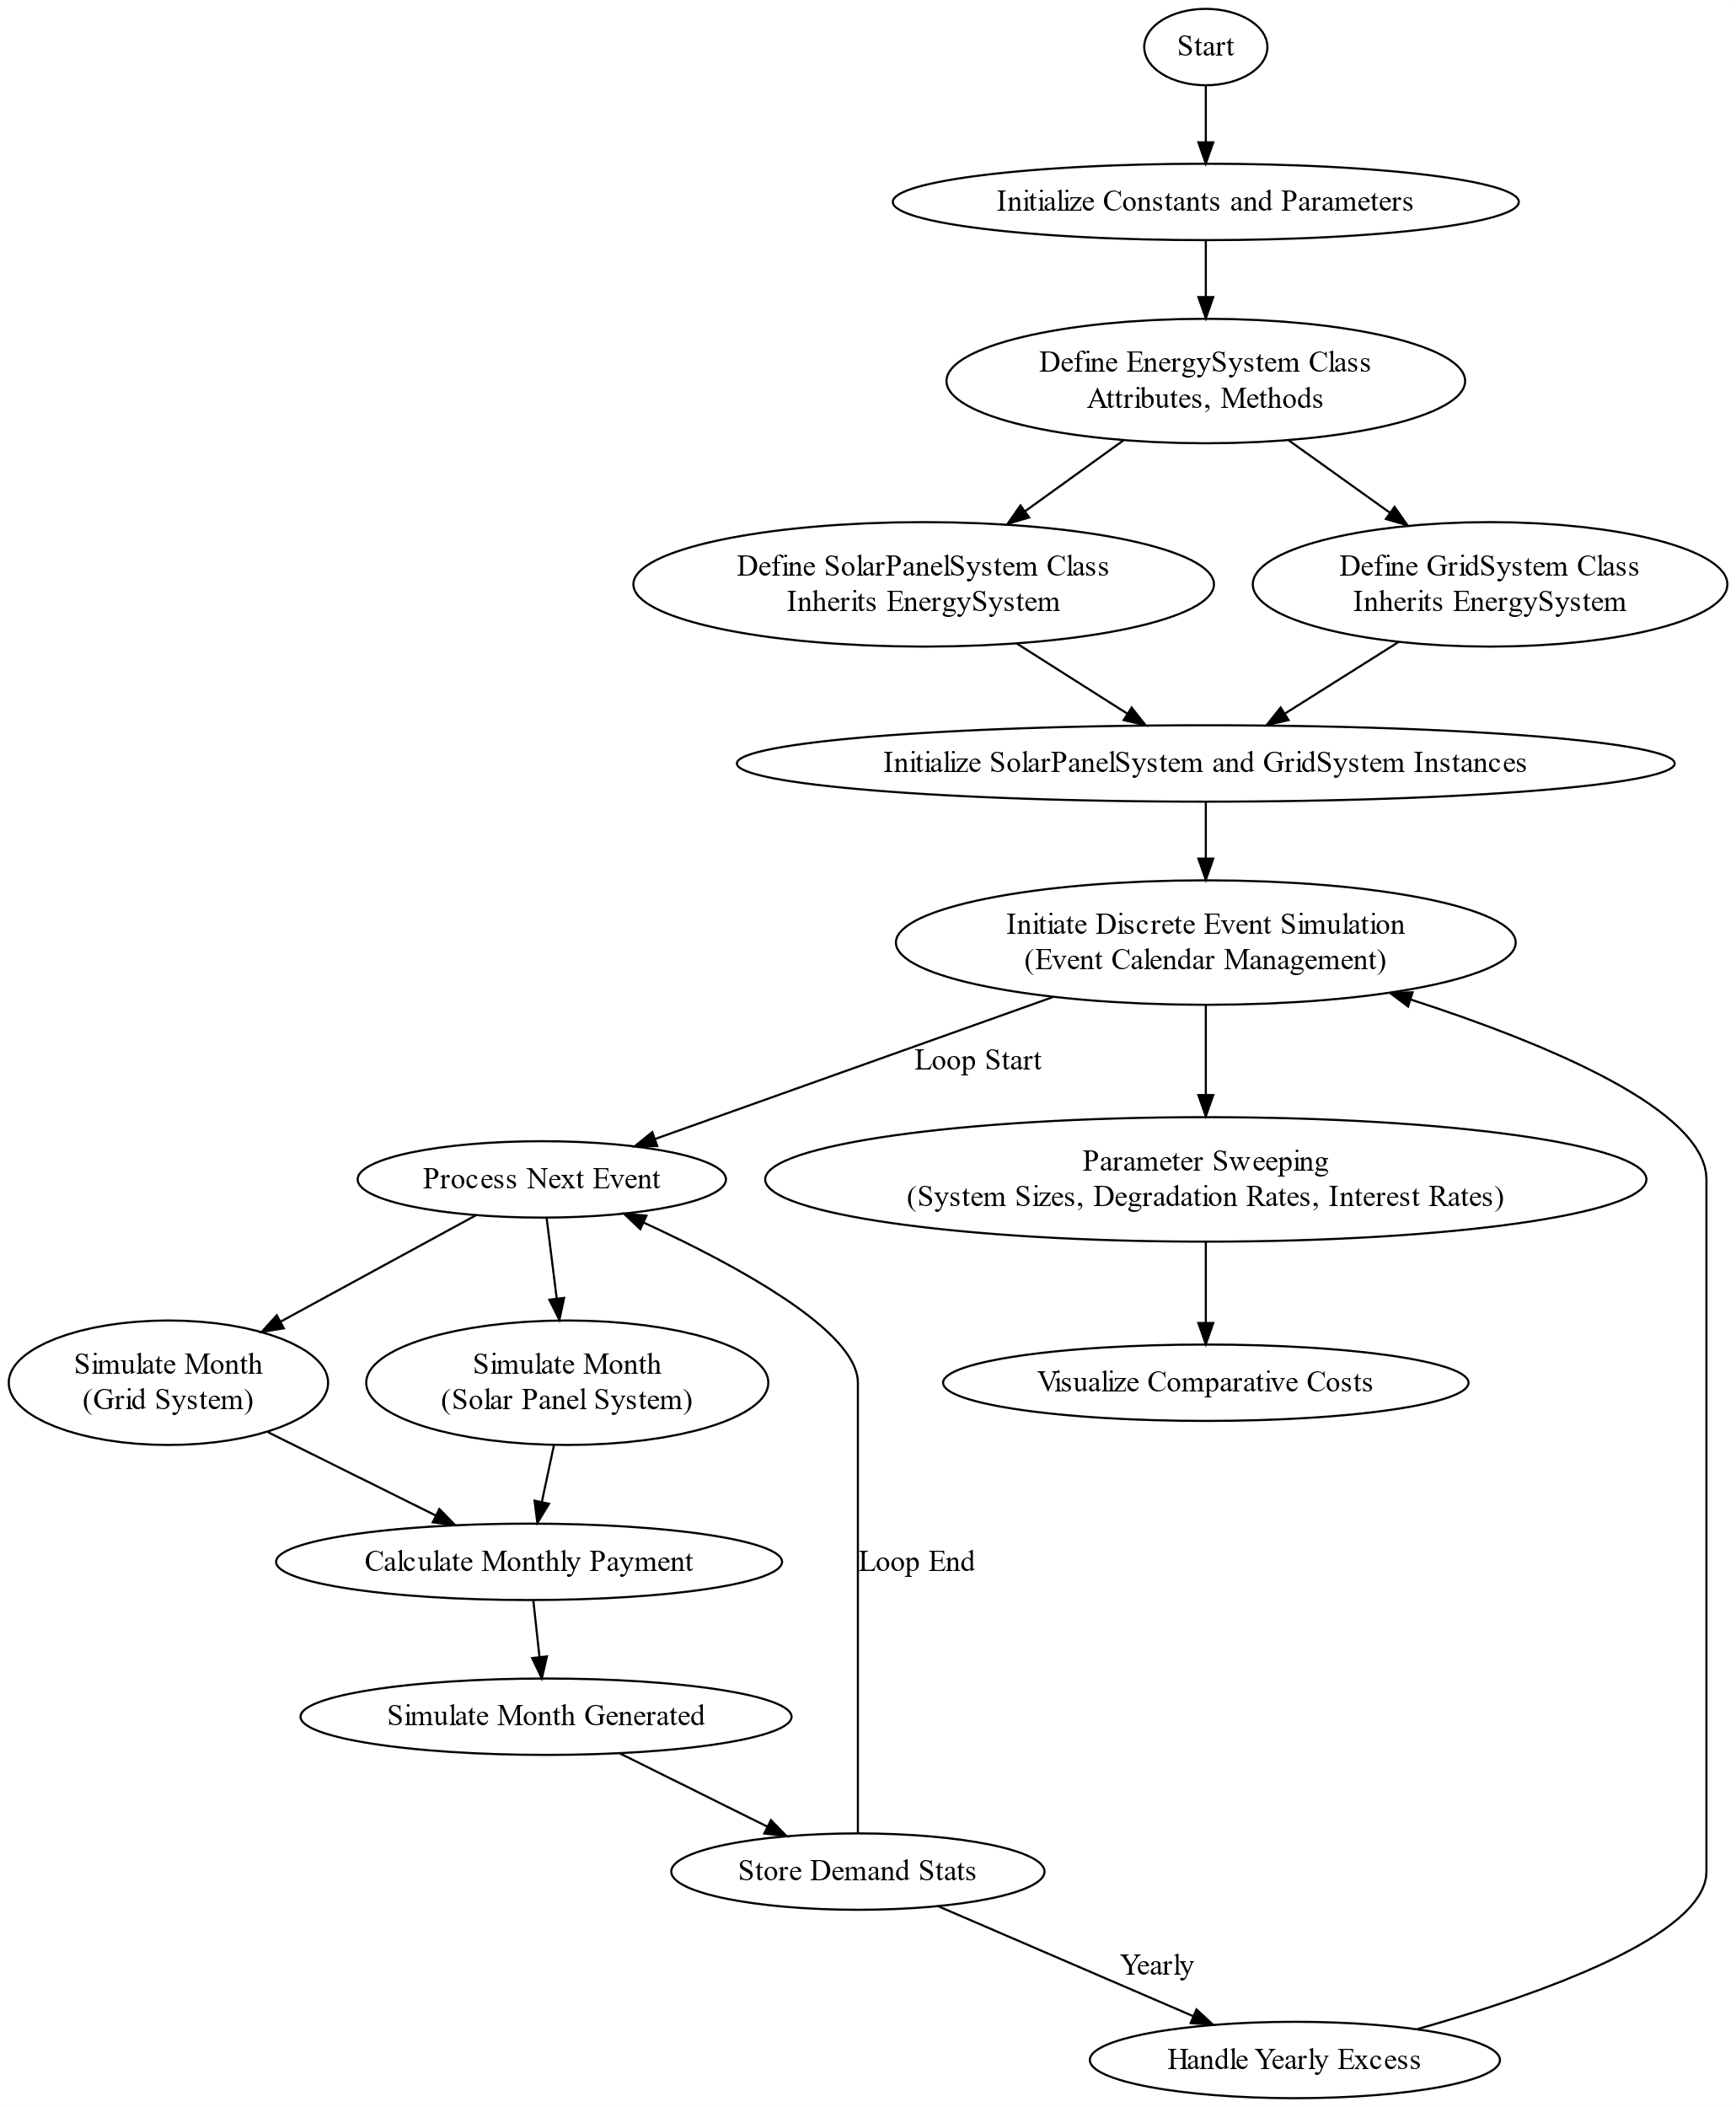 Start
Initialize Constants and Parameters
Define EnergySystem Class
Attributes, Methods
Define SolarPanelSystem Class
Inherits EnergySystem
Define GridSystem Class
Inherits EnergySystem
Initialize SolarPanelSystem and GridSystem Instances
Initiate Discrete Event Simulation
(Event Calendar Management)
Loop Start
Process Next Event
Parameter Sweeping
(System Sizes, Degradation Rates, Interest Rates)
Simulate Month
(Grid System)
Simulate Month
(Solar Panel System)
Visualize Comparative Costs
Calculate Monthly Payment
Loop End
Simulate Month Generated
Store Demand Stats
Yearly
Handle Yearly Excess